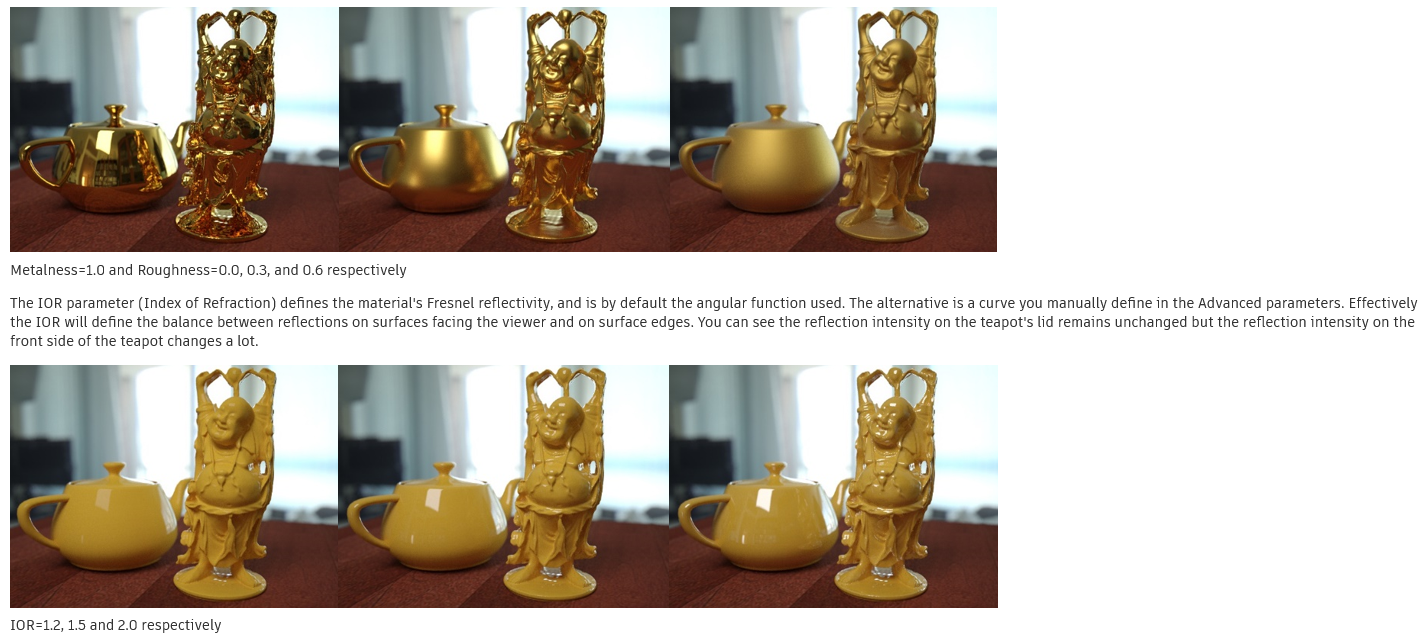 Metalness=1.0 and Roughness=0.0, 0.3, and 0.6 respectively
The IOR parameter (Index of Refraction) defines the material's Fresnel reflectivity, and is by default the angular function used. The alternative is a curve you manually define in the Advanced parameters. Effectively
the IOR will define the balance between reflections on surfaces facing the viewer and on surface edges. You can see the reflection intensity on the teapot's lid remains unchanged but the reflection intensity on the
front side of the teapot changes a lot.
IOR=1.2, 1.5 and 2.0 respectively